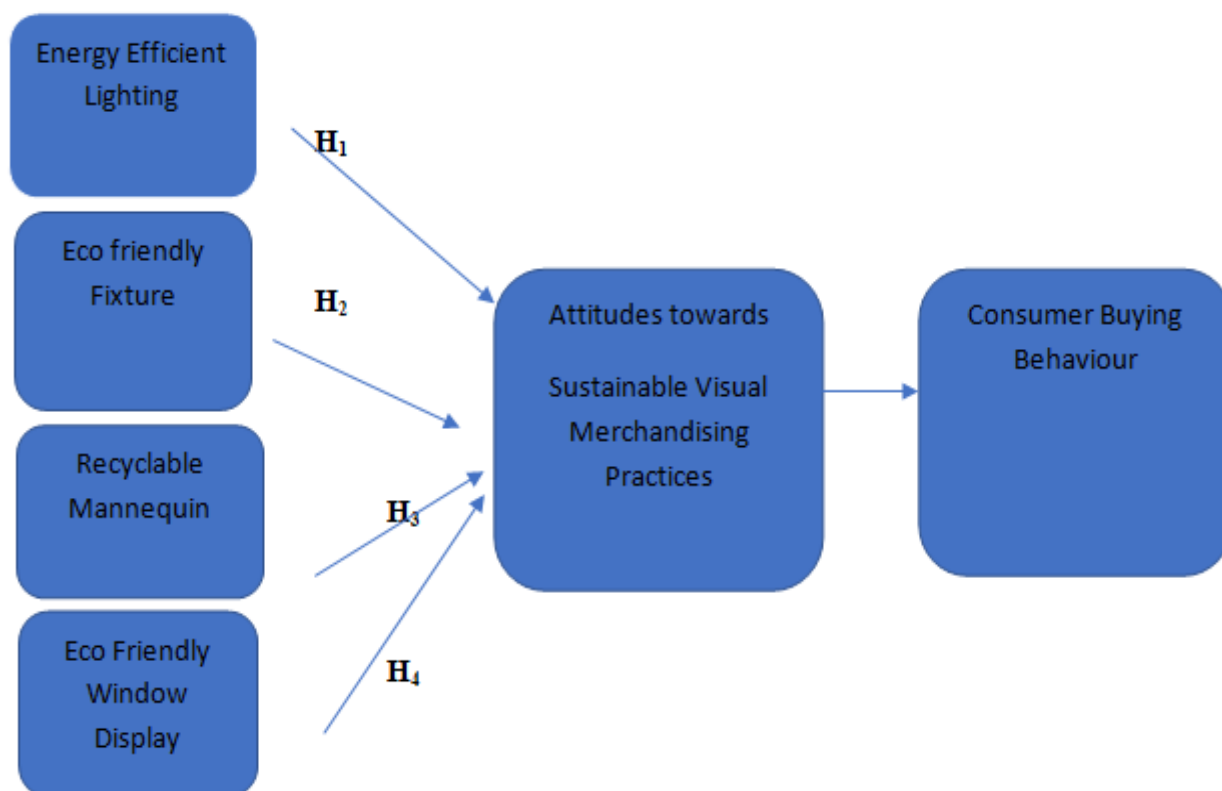 Energy Efficient
Lighting
H₁
Eco friendly
Fixture
H₂
Recyclable
Mannequin
H₃
Eco Friendly
Window
Display
H₄
Attitudes towards
Sustainable Visual
Merchandising
Practices
Consumer Buying
Behaviour